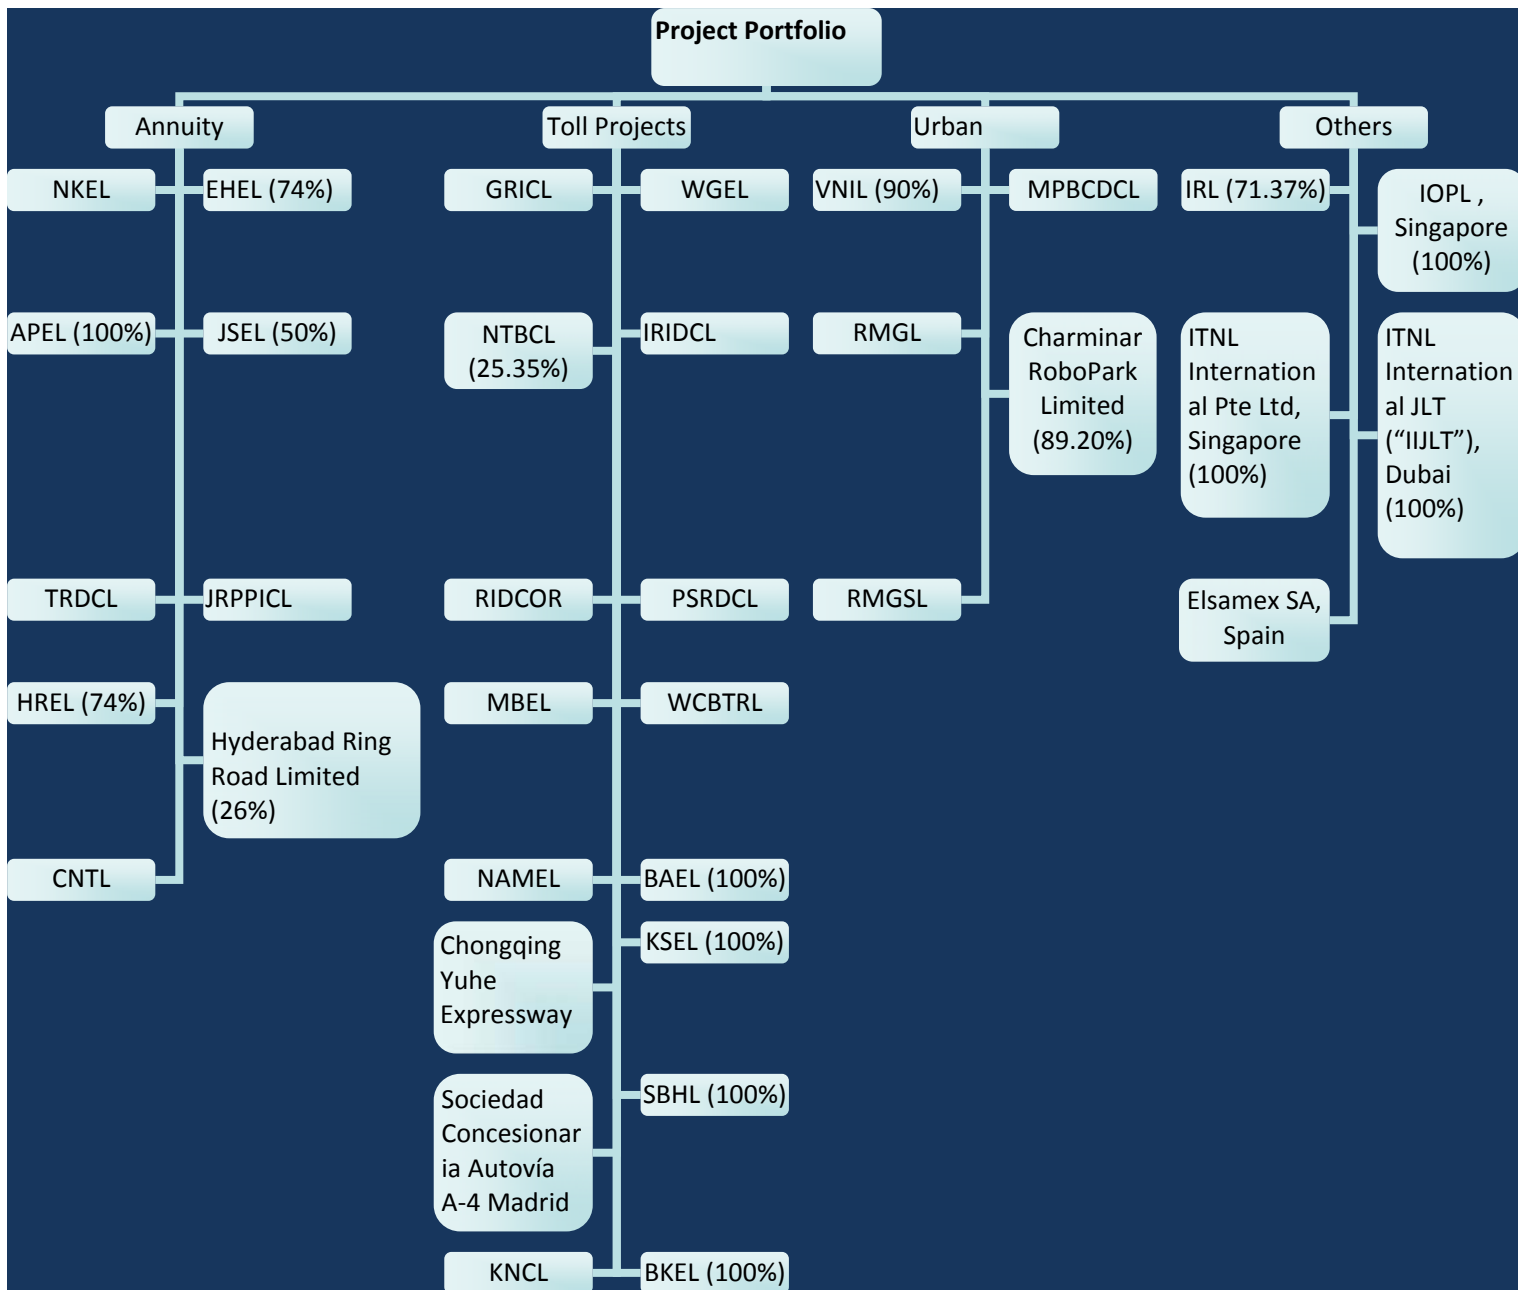 Project Portfolio
Annuity
Toll Projects
Urban
Others
NKEL
EHEL (74%)
APEL (100%)
JSEL (50%)
TRDCL
JRPPICL
HREL (74%)
Hyderabad Ring
Road Limited
(26%)
CNTL
GRICL
WGEL
NTBCL
(25.35%)
IRIDCL
RIDCOR
PSRDCL
MBEL
WCBTRL
NAMEL
BAEL (100%)
Chongqing
Yuhe
Expressway
KSEL (100%)
Sociedad
Concesionar
ia Autovía
A-4 Madrid
SBHL (100%)
KNCL
BKEL (100%)
VNIL (90%)
MPBCDCL
RMGL
Charminar
RoboPark
Limited
(89.20%)
RMGSL
IRL (71.37%)
IOPL ,
Singapore
(100%)
ITNL
Internation
al Pte Ltd,
Singapore
(100%)
ITNL
Internation
al JLT
(“IIJLT”),
Dubai
(100%)
Elsamex SA,
Spain